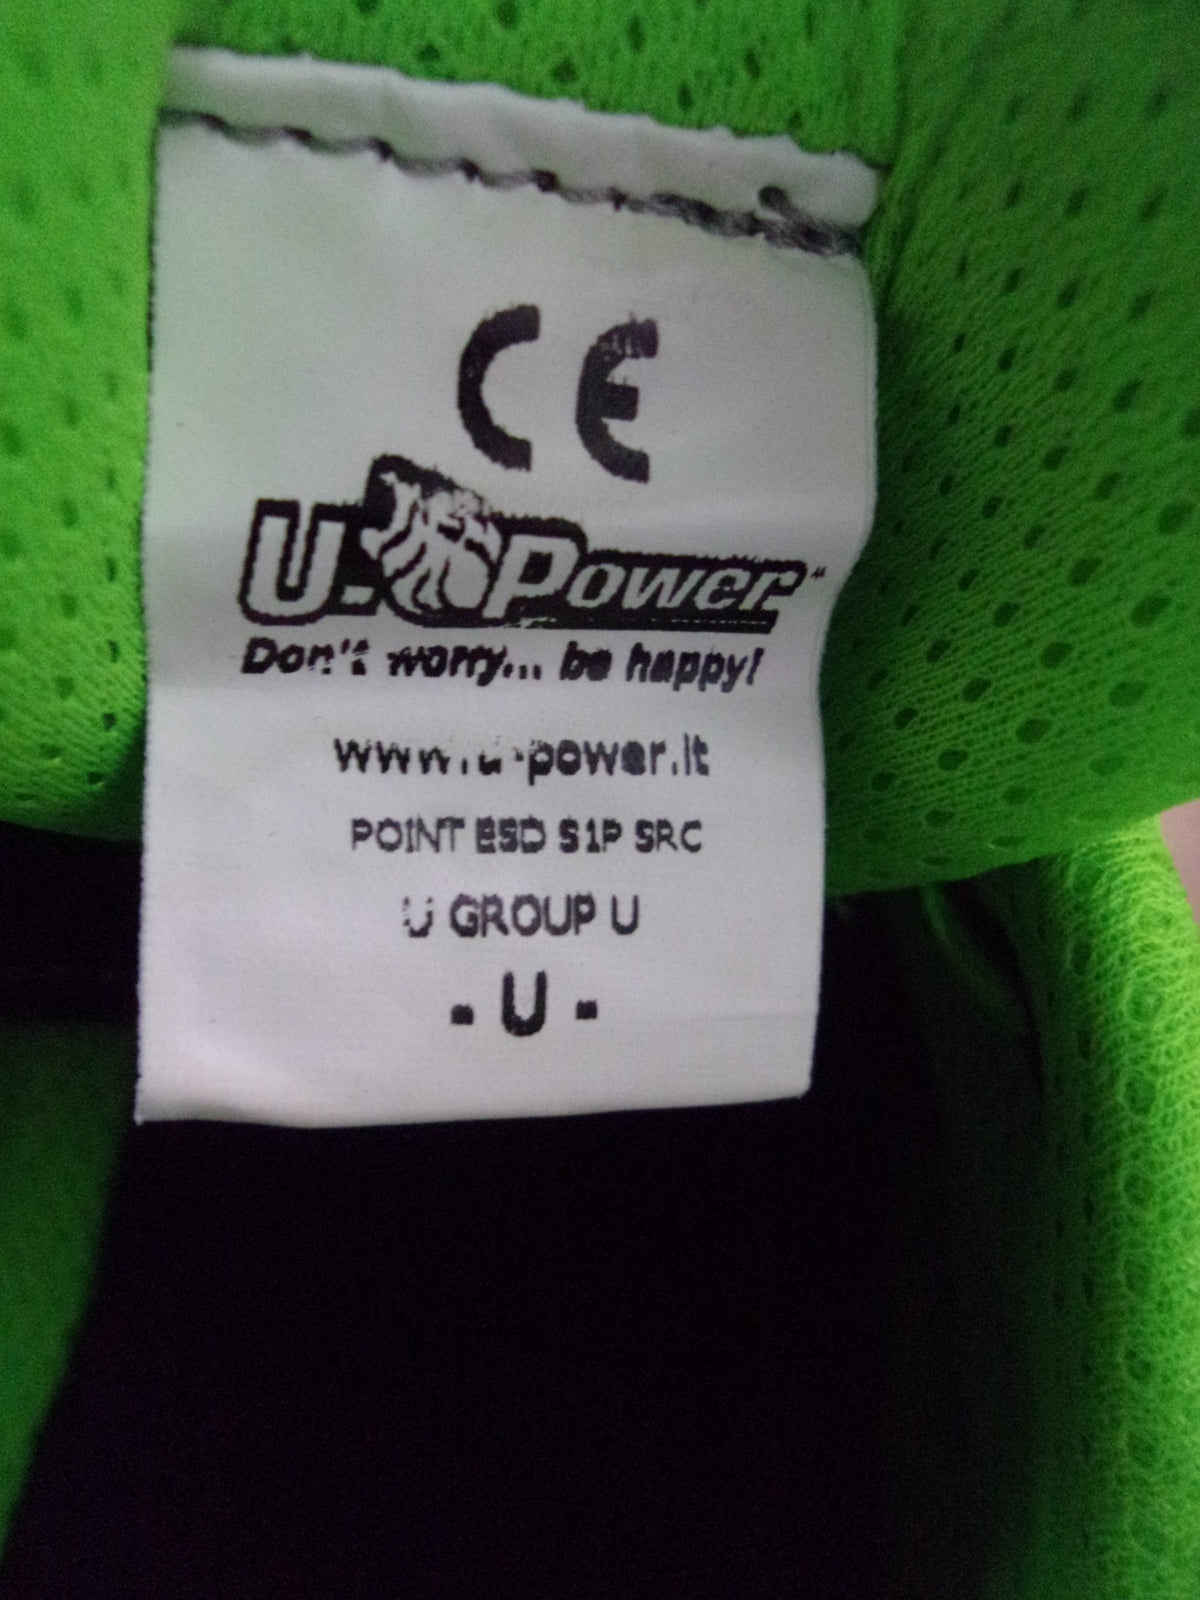 CE
U-Power
Don't worry... be happy!
www.u-power.it
POINT ESD S1P SRC
U GROUP U
- U -